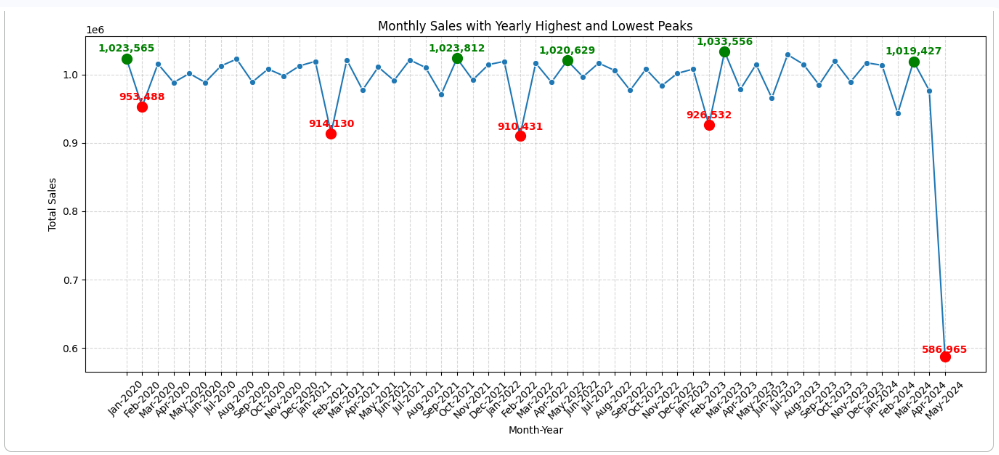 Monthly Sales with Yearly Highest and Lowest Peaks
1e6
1,023,565
1,023,812
1,020,629
1,033,556
1,019,427
953,488
914,130
910,431
926,532
586,965
1.0
0.9
0.8
0.7
0.6
Total Sales
Jan-2020
Feb-2020
Mar-2020
Apr-2020
May-2020
Jun-2020
Jul-2020
Aug-2020
Sep-2020
Oct-2020
Nov-2020
Dec-2020
Jan-2021
Feb-2021
Mar-2021
Apr-2021
May-2021
Jun-2021
Jul-2021
Aug-2021
Sep-2021
Oct-2021
Nov-2021
Dec-2021
Jan-2022
Feb-2022
Mar-2022
Apr-2022
May-2022
Jun-2022
Jul-2022
Aug-2022
Sep-2022
Oct-2022
Nov-2022
Dec-2022
Jan-2023
Feb-2023
Mar-2023
Apr-2023
May-2023
Jun-2023
Jul-2023
Aug-2023
Sep-2023
Oct-2023
Nov-2023
Dec-2023
Jan-2024
Feb-2024
Mar-2024
Apr-2024
May-2024
Month-Year